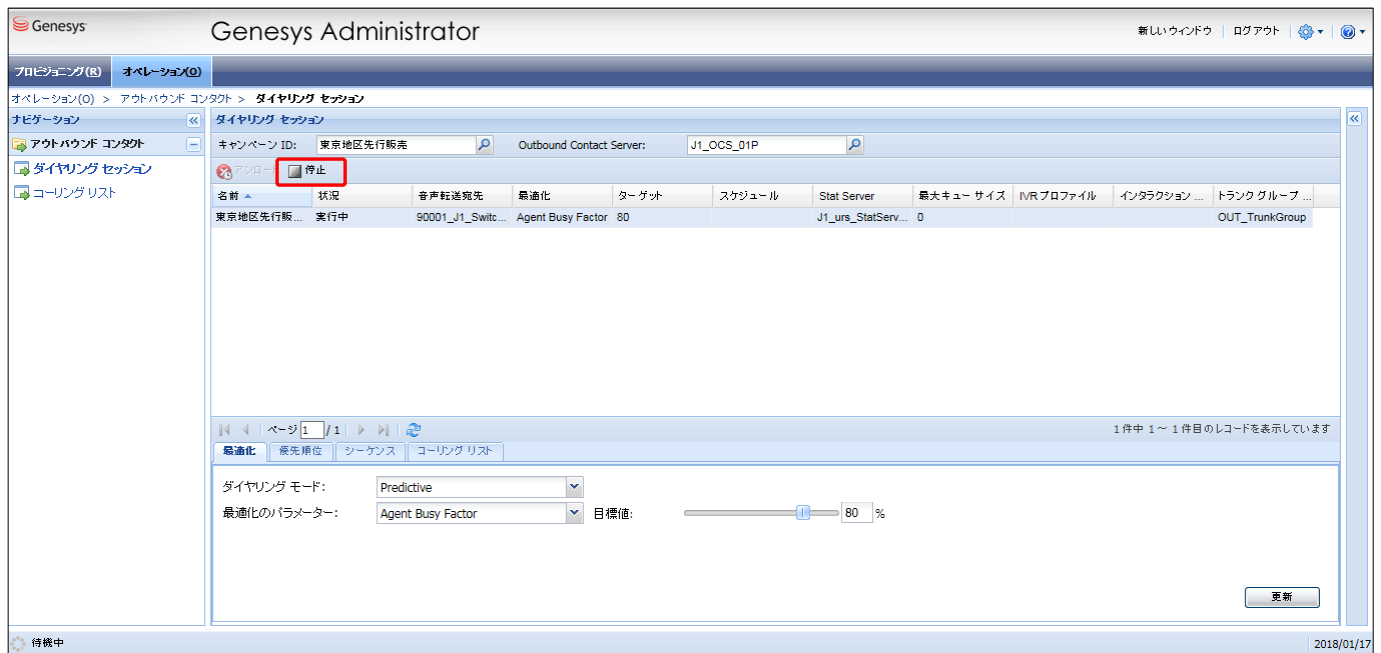 Genesys
Genesys Administrator
新しいウィンドウ ログアウト
プロビジョニング(R) オペレーション(O)
オペレーション(O) > アウトバウンド コンタクト > ダイヤリング セッション
ナビゲーション
ダイヤリング セッション
アウトバウンド コンタクト
キャンペーン ID: 東京地区先行販売 Outbound Contact Server: J1_OCS_01P
ダイヤリング セッション
アンロード 停止
コーリング リスト
名前 状況 音声転送宛先 最適化 ターゲット スケジュール Stat Server 最大キュー サイズ IVR プロファイル インタラクション ... トランク グループ ...
東京地区先行販... 実行中 90001_J1_Switc... Agent Busy Factor 80 J1_urs_StatServ... 0 OUT_TrunkGroup
ページ 1 / 1
1 件中 1 ~ 1 件目のレコードを表示しています
最適化 優先順位 シーケンス コーリング リスト
ダイヤリング モード: Predictive
最適化のパラメーター: Agent Busy Factor 目標値: 80 %
更新
待機中
2018/01/17